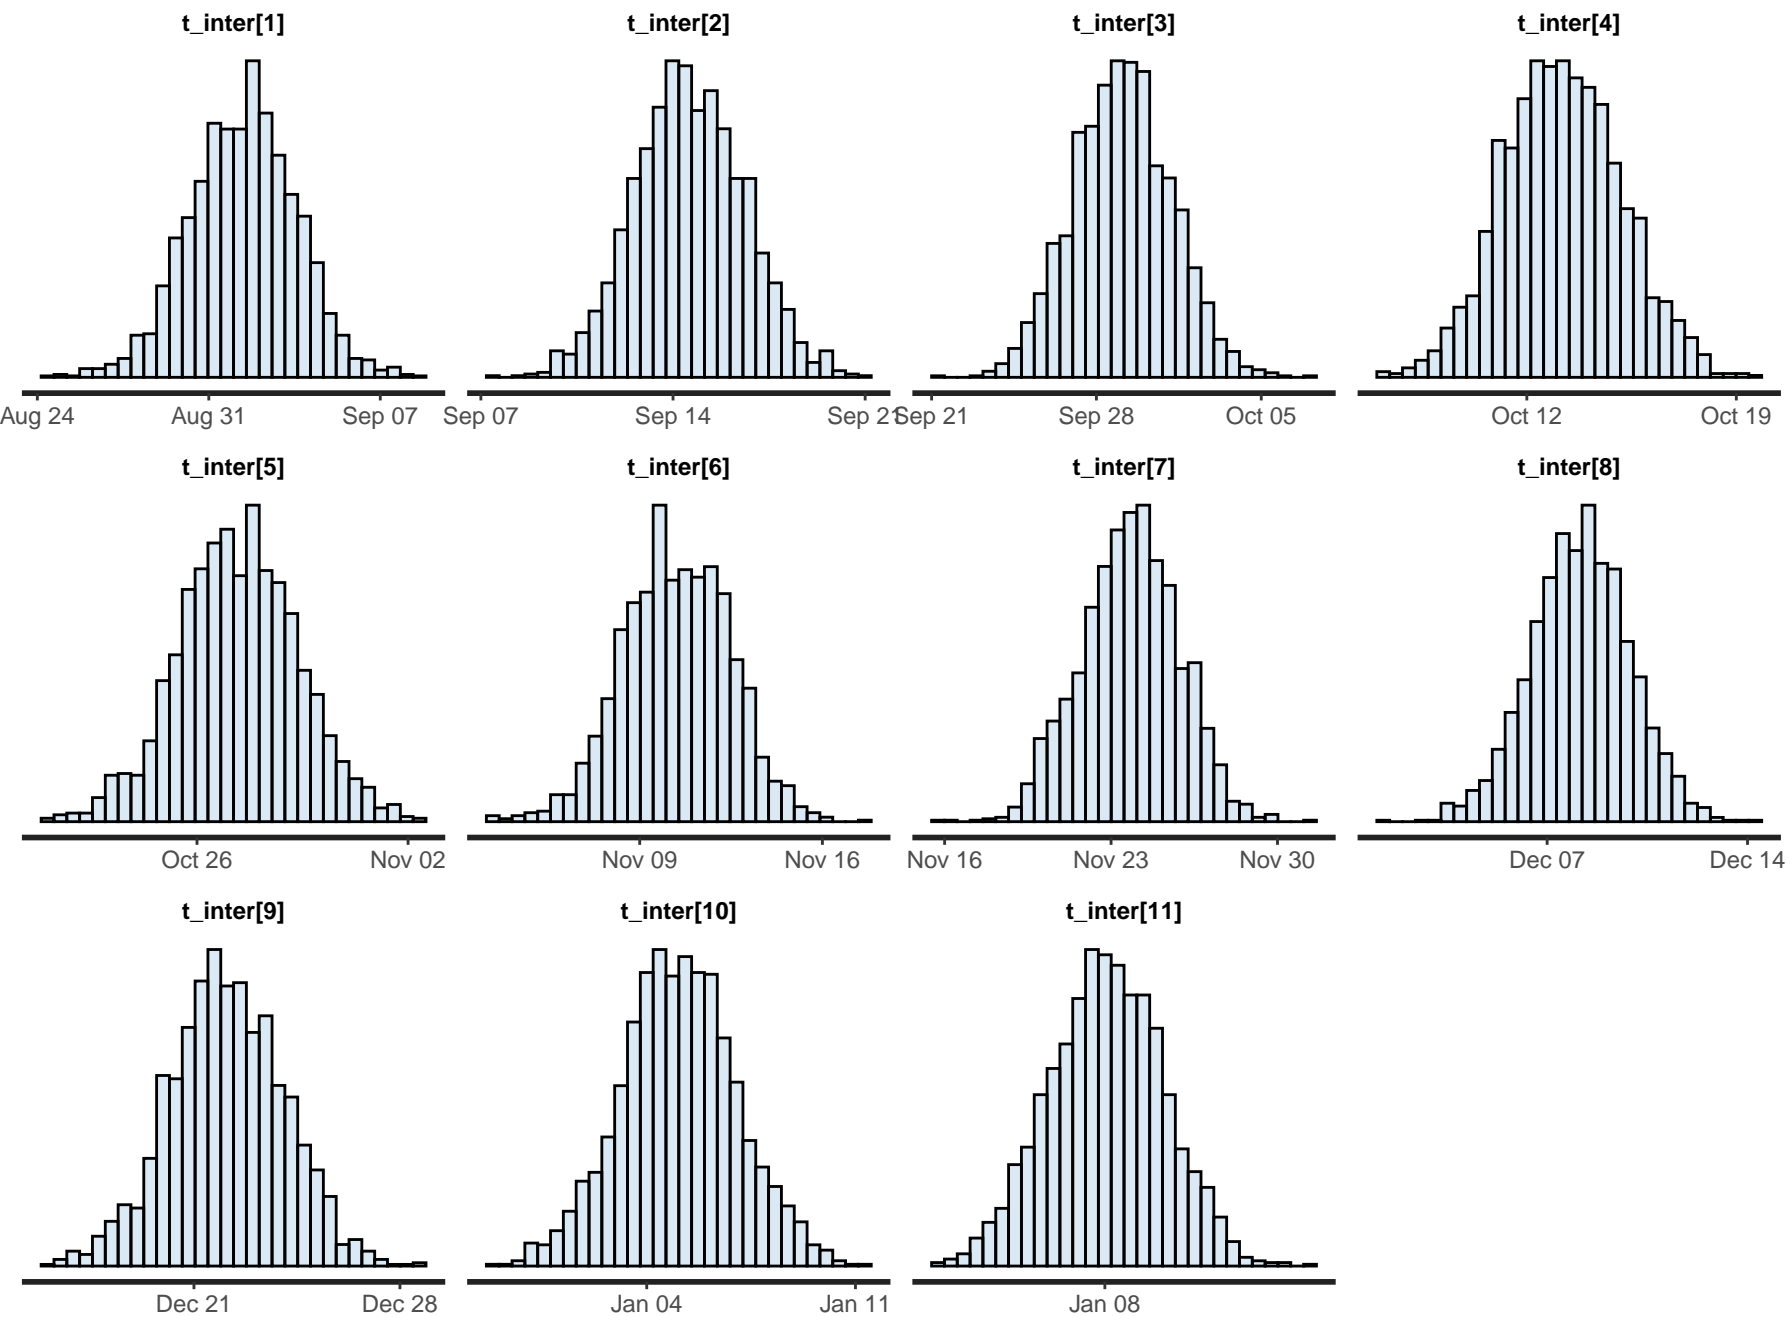 t_inter[1] t_inter[2] t_inter[3] t_inter[4]
Aug 24 Aug 31 Sep 07 Sep 07 Sep 14 Sep 21 Sep 21 Sep 28 Oct 05 Oct 12 Oct 19
t_inter[5] t_inter[6] t_inter[7] t_inter[8]
Oct 26 Nov 02 Nov 09 Nov 16 Nov 16 Nov 23 Nov 30 Dec 07 Dec 14
t_inter[9] t_inter[10] t_inter[11]
Dec 21 Dec 28 Jan 04 Jan 11 Jan 08